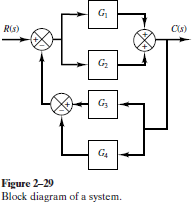 R(s)
G1
C(s)
G2
G3
G4
Figure 2–29
Block diagram of a system.